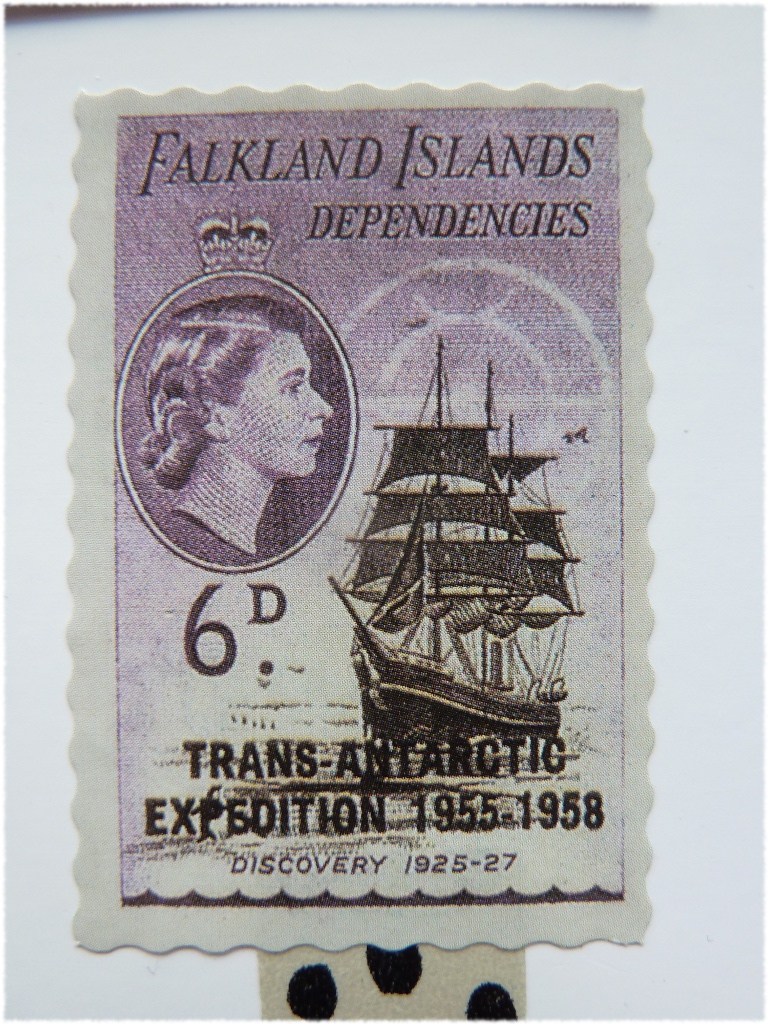 FALKLAND ISLANDS
DEPENDENCIES
6D.
TRANS-ANTARCTIC
EXPEDITION 1955-1958
DISCOVERY 1925-27